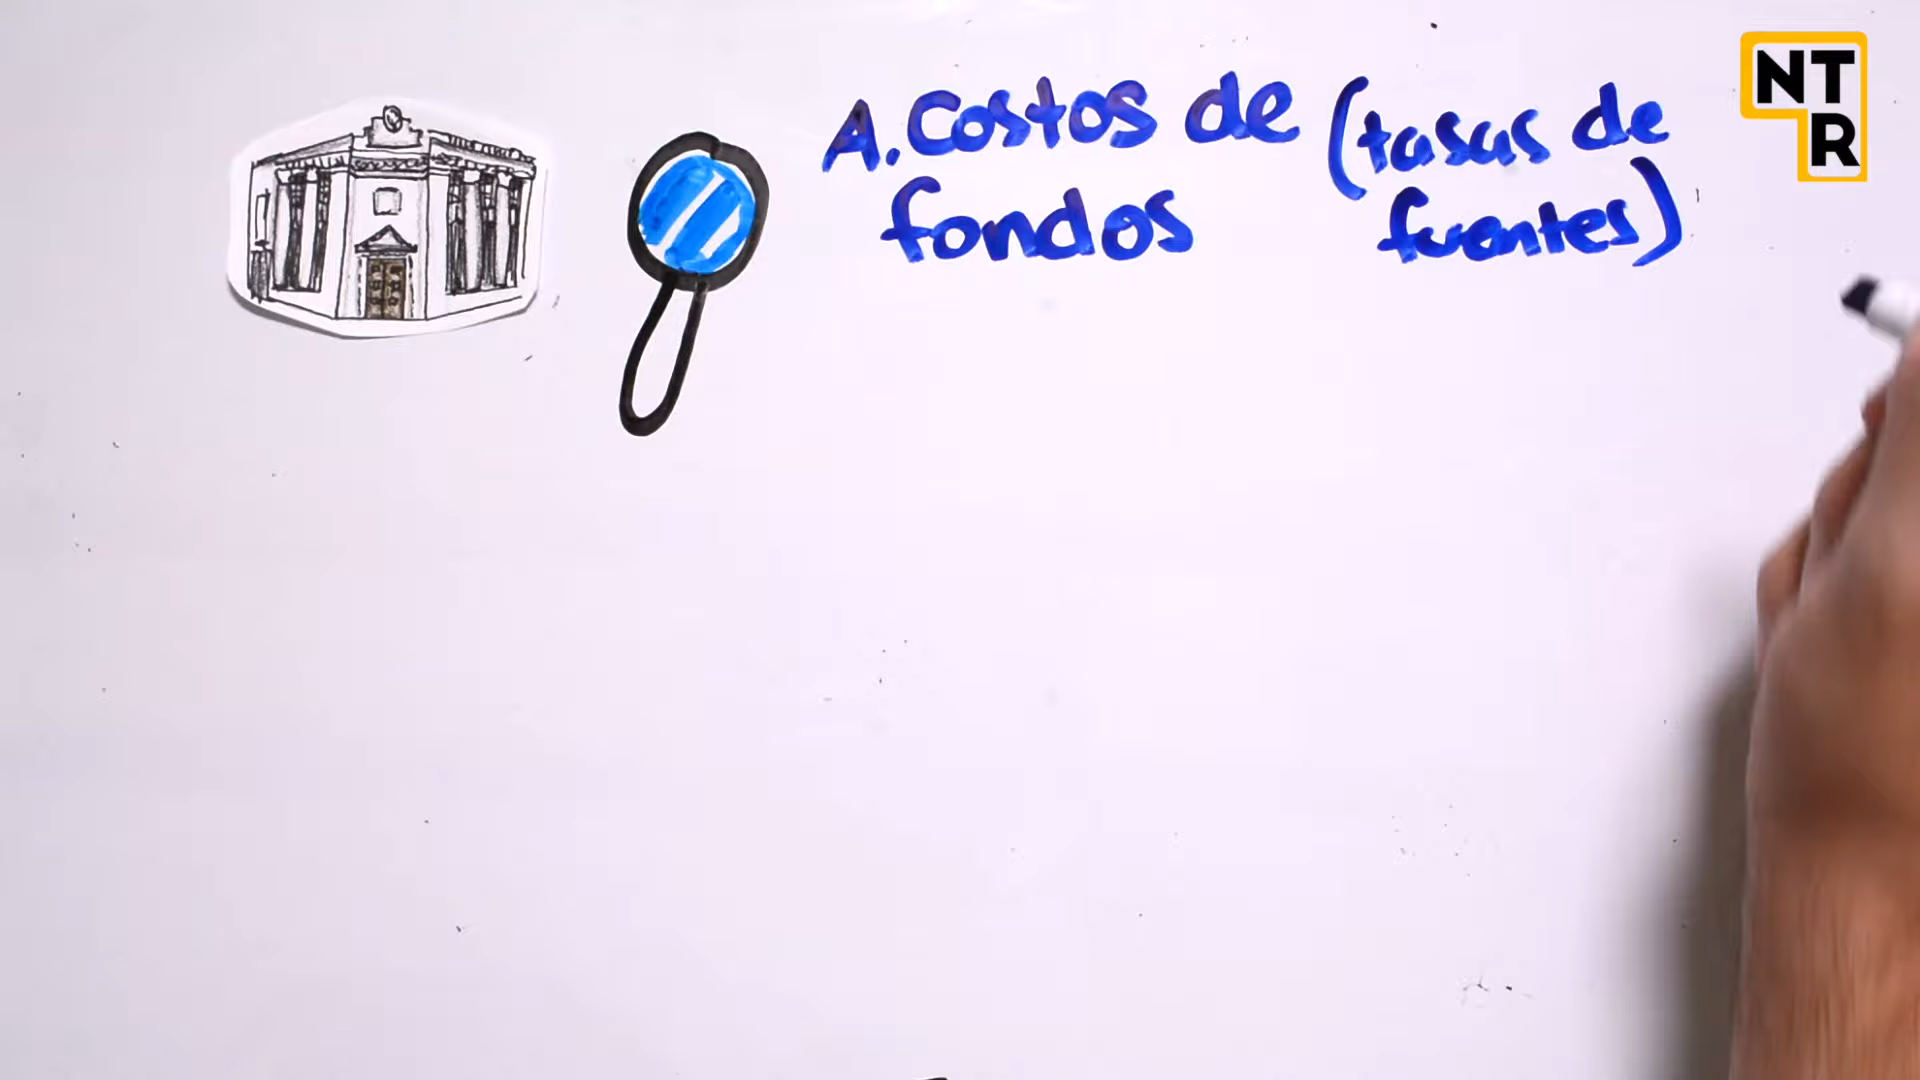 A. Costos de (tasas de
fondos fuentes)
NT
R